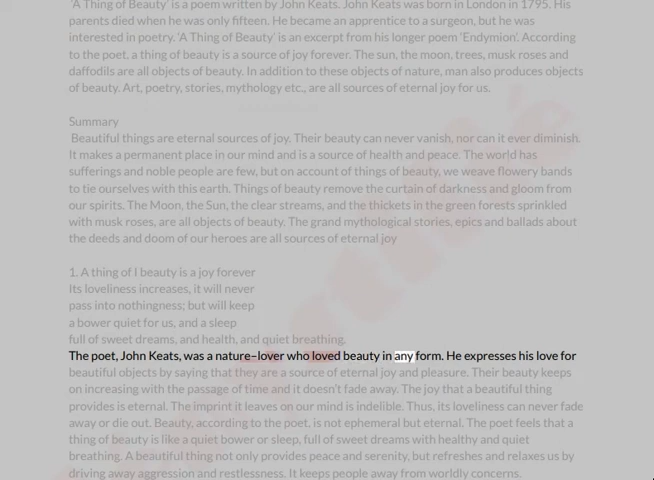 'A Thing of Beauty' is a poem written by John Keats. John Keats was born in London in 1795. His
parents died when he was only fifteen. He became an apprentice to a surgeon, but he was
interested in poetry. 'A Thing of Beauty' is an excerpt from his longer poem 'Endymion'. According
to the poet, a thing of beauty is a source of joy forever. The sun, the moon, trees, musk roses and
daffodils are all objects of beauty. In addition to these objects of nature, man also produces objects
of beauty. Art, poetry, stories, mythology etc., are all sources of eternal joy for us.
Summary
Beautiful things are eternal sources of joy. Their beauty can never vanish, nor can it ever diminish.
It makes a permanent place in our mind and is a source of health and peace. The world has
sufferings and noble people are few, but on account of things of beauty, we weave flowery bands
to tie ourselves with this earth. Things of beauty remove the curtain of darkness and gloom from
our spirits. The Moon, the Sun, the clear streams, and the thickets in the green forests sprinkled
with musk roses, are all objects of beauty. The grand mythological stories, epics and ballads about
the deeds and doom of our heroes are all sources of eternal joy
1. A thing of I beauty is a joy forever
Its loveliness increases, it will never
pass into nothingness; but will keep
a bower quiet for us, and a sleep
full of sweet dreams, and health, and quiet breathing.
The poet, John Keats, was a nature–lover who loved beauty in any form. He expresses his love for
beautiful objects by saying that they are a source of eternal joy and pleasure. Their beauty keeps
on increasing with the passage of time and it doesn't fade away. The joy that a beautiful thing
provides is eternal. The imprint it leaves on our mind is indelible. Thus, its loveliness can never fade
away or die out. Beauty, according to the poet, is not ephemeral but eternal. The poet feels that a
thing of beauty is like a quiet bower or sleep, full of sweet dreams with healthy and quiet
breathing. A beautiful thing not only provides peace and serenity, but refreshes and relaxes us by
driving away aggression and restlessness. It keeps people away from worldly concerns.